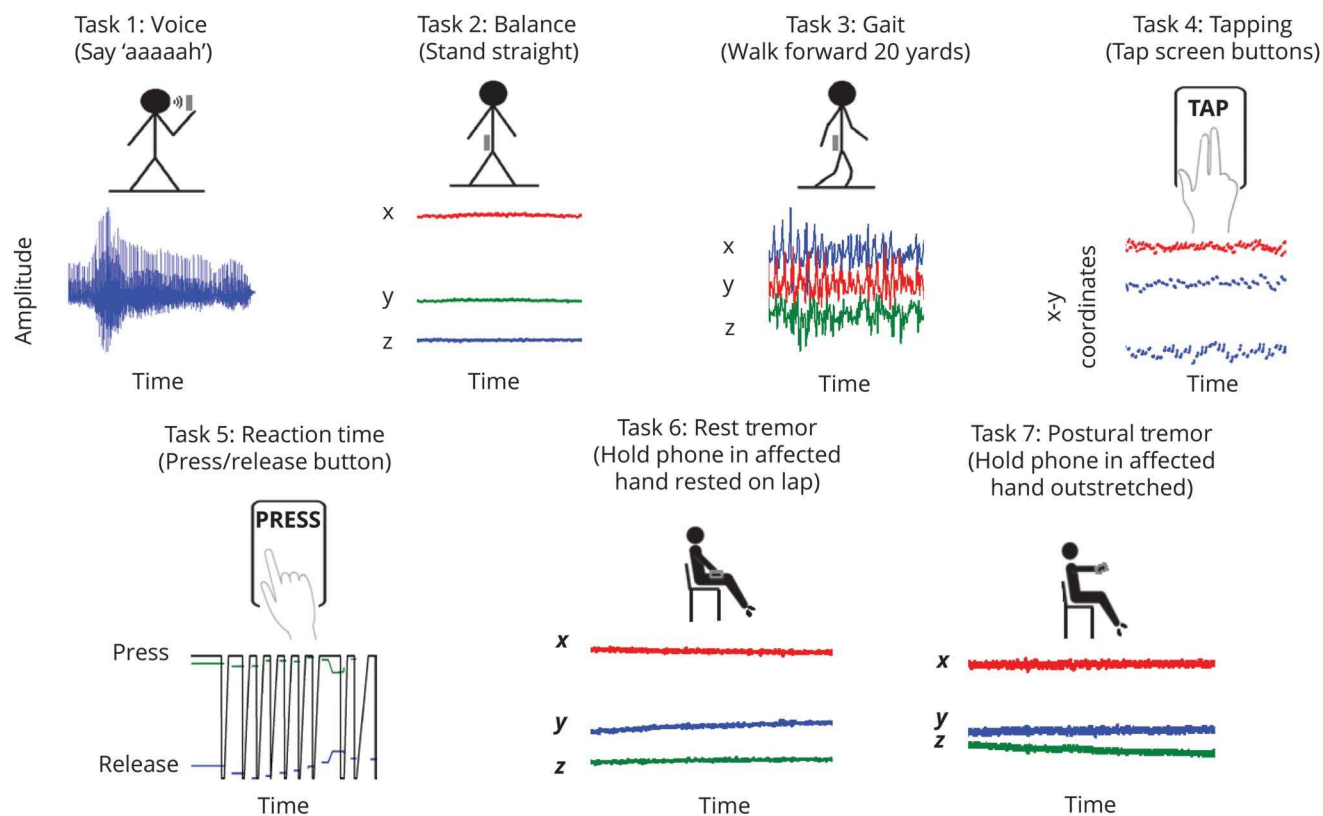 Task 1: Voice
(Say ‘aaaaah’)
Task 2: Balance
(Stand straight)
Task 3: Gait
(Walk forward 20 yards)
Task 4: Tapping
(Tap screen buttons)
TAP
Amplitude
Time
x
y
z
Time
x
y
z
Time
x-y
coordinates
Time
Task 5: Reaction time
(Press/release button)
Task 6: Rest tremor
(Hold phone in affected
hand rested on lap)
Task 7: Postural tremor
(Hold phone in affected
hand outstretched)
PRESS
Press
Release
Time
x
y
z
Time
x
y
z
Time